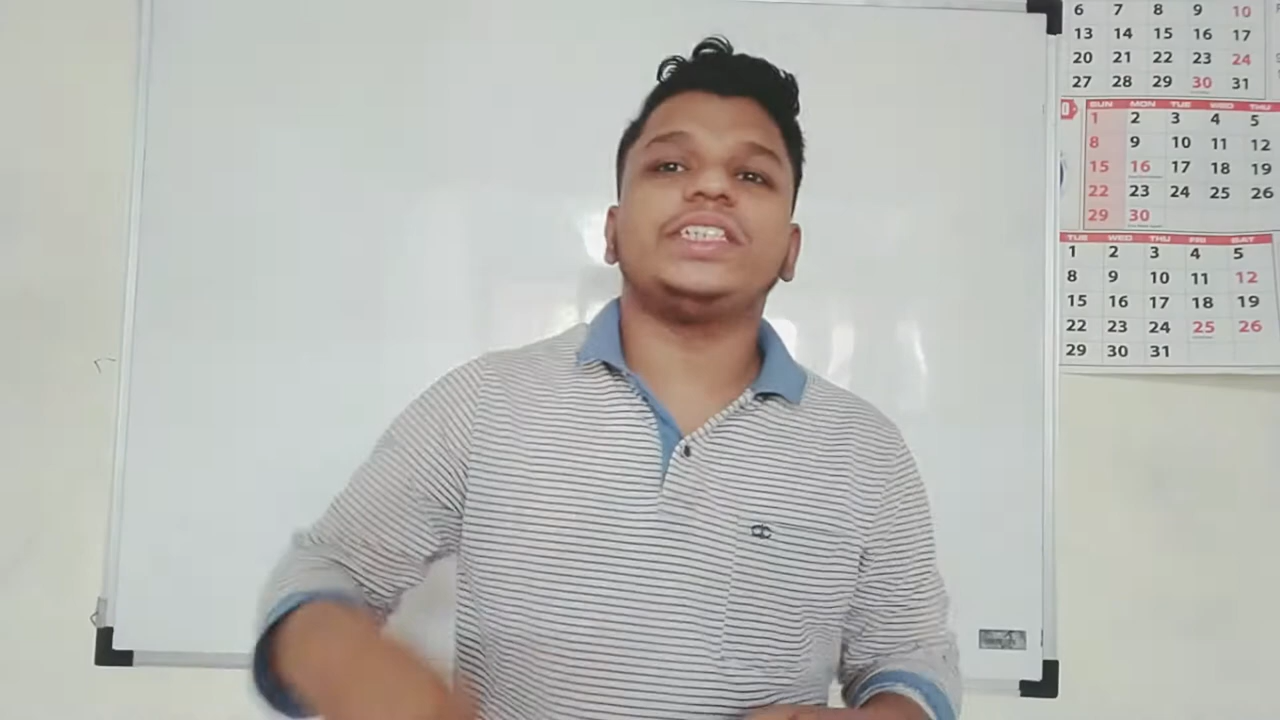 6 7 8 9 10
13 14 15 16 17
20 21 22 23 24
27 28 29 30 31
SUN MON TUE WED THU
1 2 3 4 5
8 9 10 11 12
15 16 17 18 19
22 23 24 25 26
29 30
TUE WED THU FRI SAT
1 2 3 4 5
8 9 10 11 12
15 16 17 18 19
22 23 24 25 26
29 30 31